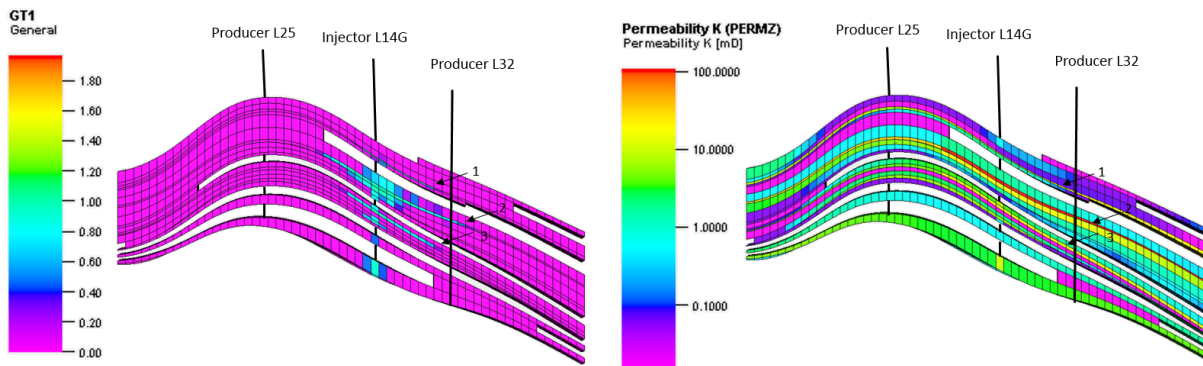 GT1
General
1.80
1.60
1.40
1.20
1.00
0.80
0.60
0.40
0.20
0.00
Producer L25
Injector L14G
Producer L32
1
2
3
Permeability K (PERMZ)
Permeability K [mD]
100.0000
10.0000
1.0000
0.1000
Producer L25
Injector L14G
Producer L32
1
2
3